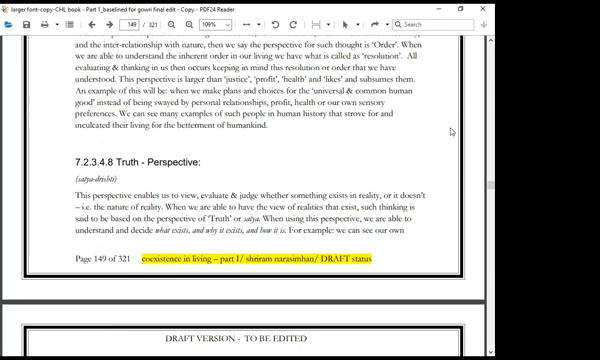 larger font-copy-CHL book - Part 1_baselined for gowri final edit - Copy - PDF24 Reader
149 / 321 109% Search
and the inter-relationship with nature, then we say the perspective for such thought is 'Order'. When
we are able to understand the inherent order in our living we have what is called as 'resolution'. All
evaluating & thinking in us then occurs keeping in mind this resolution or order that we have
understood. This perspective is larger than 'justice', 'profit', 'health' and 'likes' and subsumes them.
An example of this will be: when we make plans and choices for the 'universal & common human
good' instead of being swayed by personal relationships, profit, health or our own sensory
preferences. We can see many examples of such people in human history that strove for and
inculcated their living for the betterment of humankind.
7.2.3.4.8 Truth - Perspective:
(satya-drishti)
This perspective enables us to view, evaluate & judge whether something exists in reality, or it doesn't
– i.e. the nature of reality. When we are able to have the view of realities that exist, such thinking is
said to be based on the perspective of 'Truth' or satya. When using this perspective, we are able to
understand and decide what exists, and why it exists, and how it is. For example: we can see our own
Page 149 of 321 coexistence in living – part I/ shriram narasimhan/ DRAFT status
DRAFT VERSION - TO BE EDITED